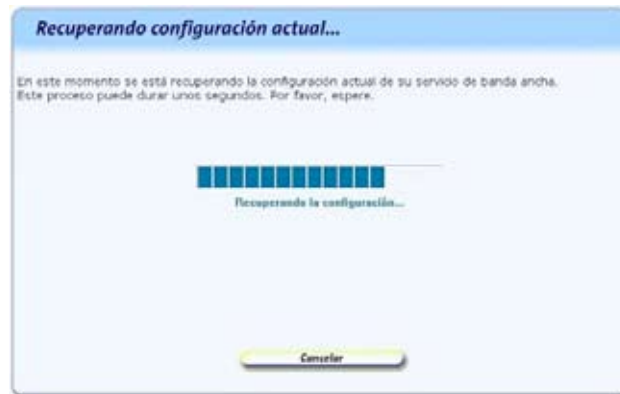 Recuperando configuración actual...
En este momento se está recuperando la configuración actual de su servicio de banda ancha.
Este proceso puede durar unos segundos. Por favor, espere.
Recuperando la configuración...
Cancelar